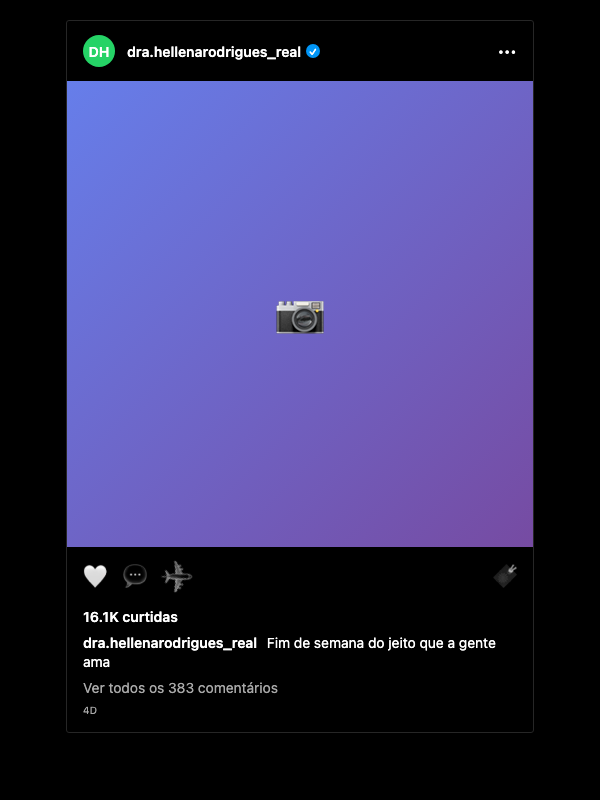 DH
dra.hellenarodrigues_real
16.1K curtidas
dra.hellenarodrigues_real Fim de semana do jeito que a gente
ama
Ver todos os 383 comentários
4D